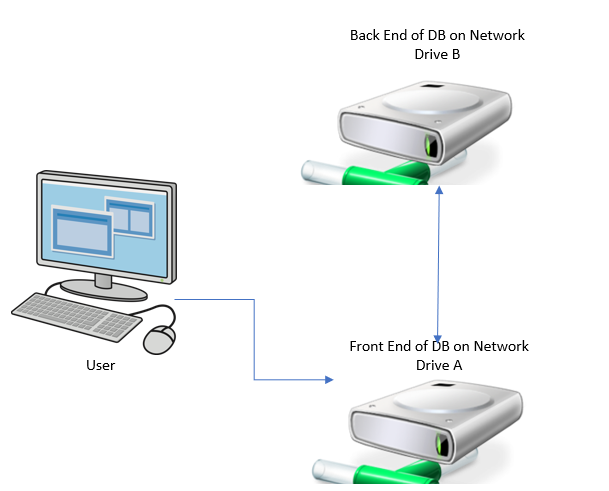 Back End of DB on Network
Drive B
User
Front End of DB on Network
Drive A